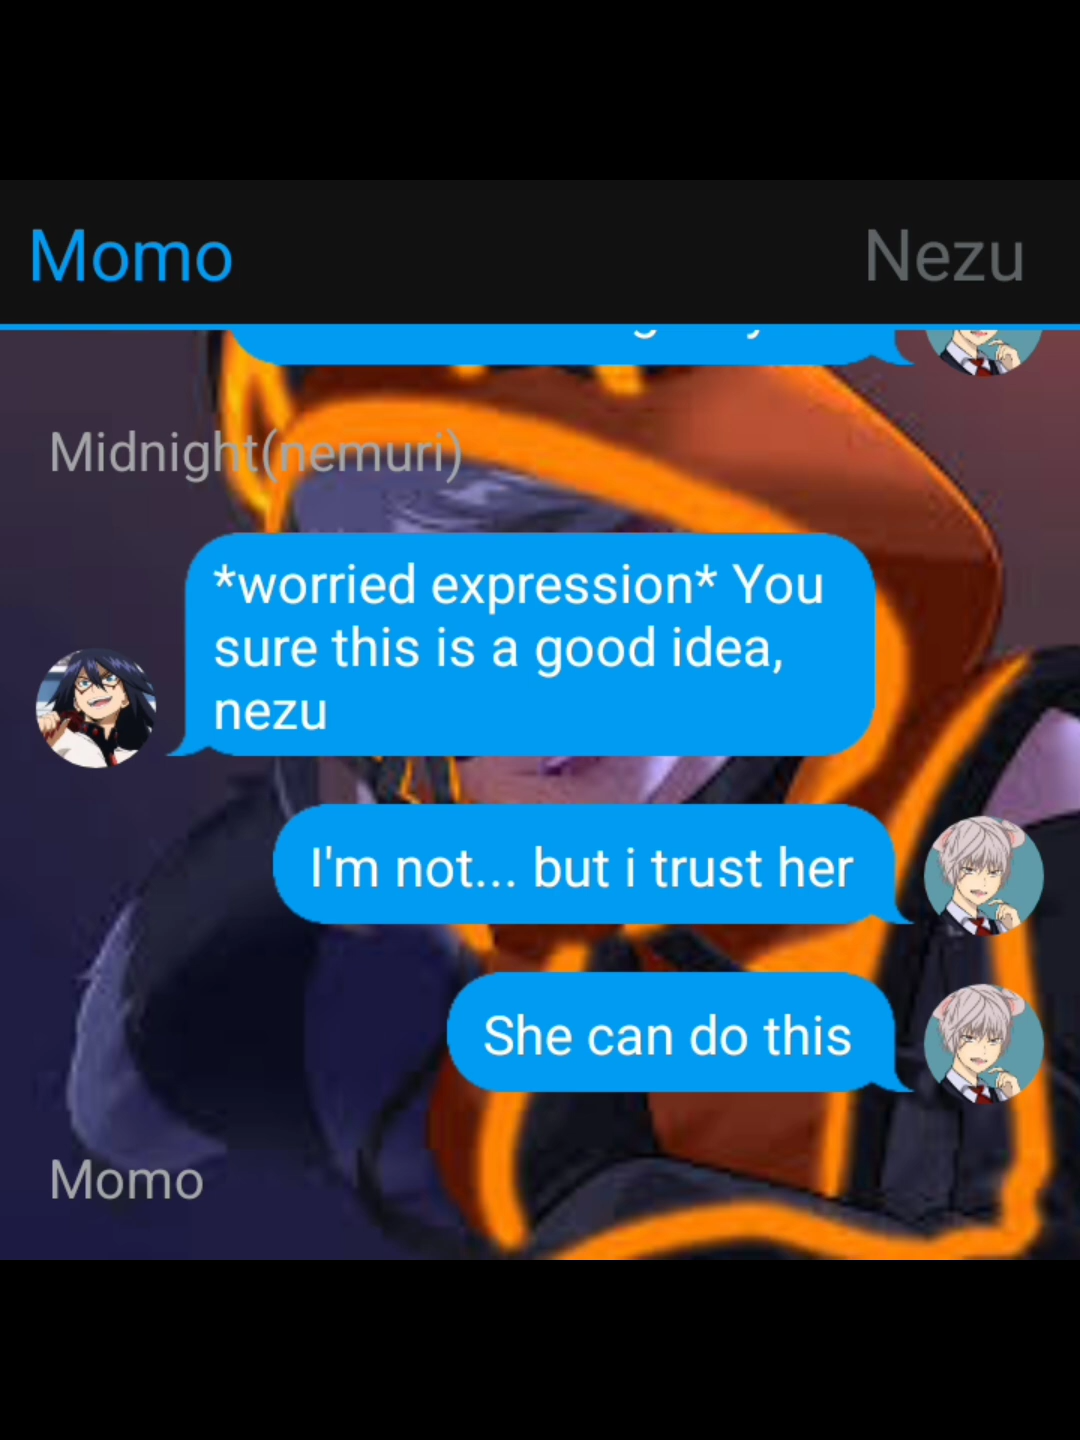 Momo
Nezu
Midnight(nemuri)
*worried expression* You
sure this is a good idea,
nezu
I'm not... but i trust her
She can do this
Momo